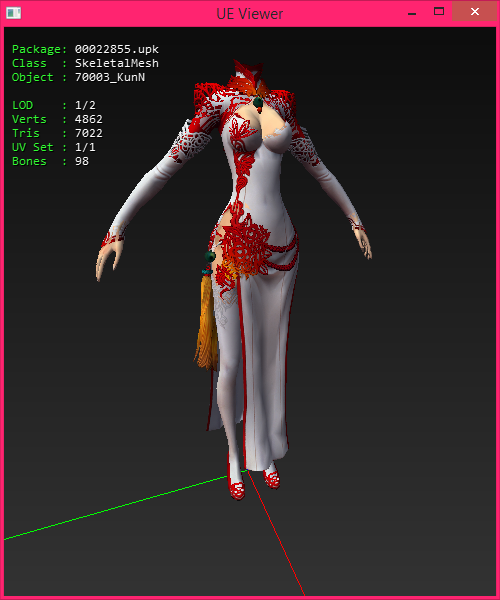 UE Viewer
Package: 00022855.upk
Class  : SkeletalMesh
Object : 70003_KunN
LOD    : 1/2
Verts  : 4862
Tris   : 7022
UV Set : 1/1
Bones  : 98